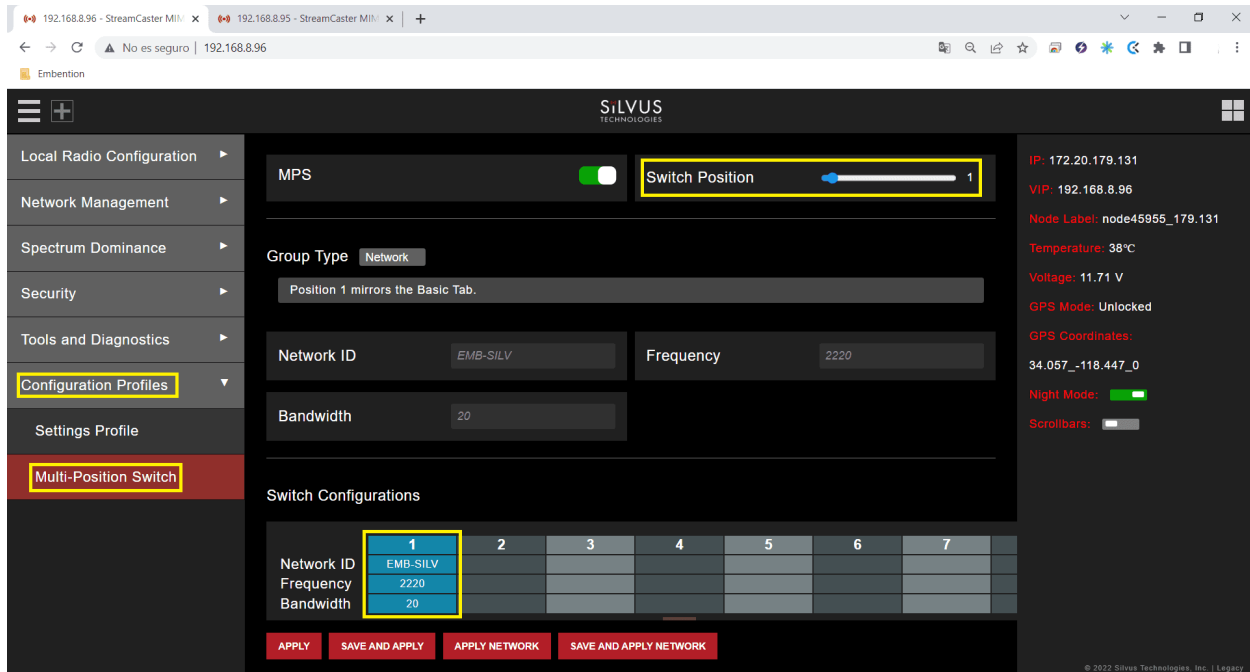 192.168.8.96 - StreamCaster MIM
192.168.8.95 - StreamCaster MIM
No es seguro | 192.168.8.96
Embention
SiLVUS
TECHNOLOGIES
Local Radio Configuration
Network Management
Spectrum Dominance
Security
Tools and Diagnostics
Configuration Profiles
Settings Profile
Multi-Position Switch
MPS
Switch Position 1
Group Type Network
Position 1 mirrors the Basic Tab.
Network ID EMB-SILV
Frequency 2220
Bandwidth 20
Switch Configurations
1 2 3 4 5 6 7
Network ID EMB-SILV
Frequency 2220
Bandwidth 20
APPLY SAVE AND APPLY APPLY NETWORK SAVE AND APPLY NETWORK
IP: 172.20.179.131
VIP: 192.168.8.96
Node Label: node45955_179.131
Temperature: 38°C
Voltage: 11.71 V
GPS Mode: Unlocked
GPS Coordinates:
34.057_-118.447_0
Night Mode:
Scrollbars:
© 2022 Silvus Technologies, Inc. | Legacy